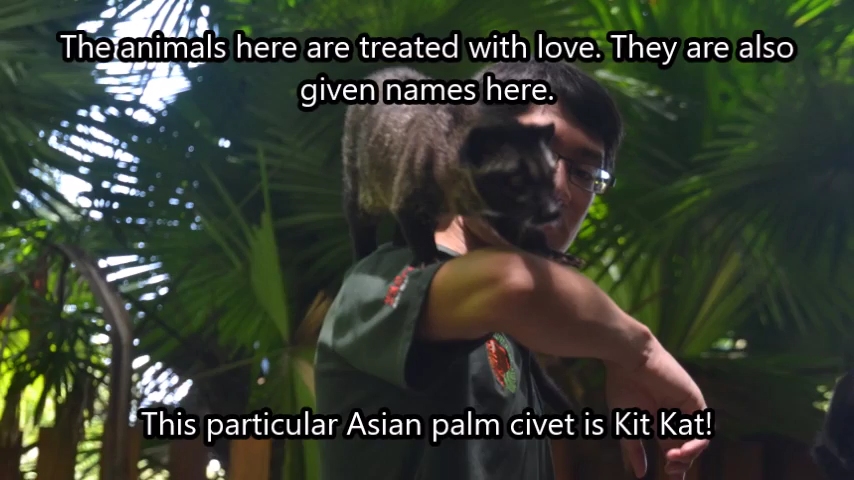 The animals here are treated with love. They are also
given names here.
This particular Asian palm civet is Kit Kat!